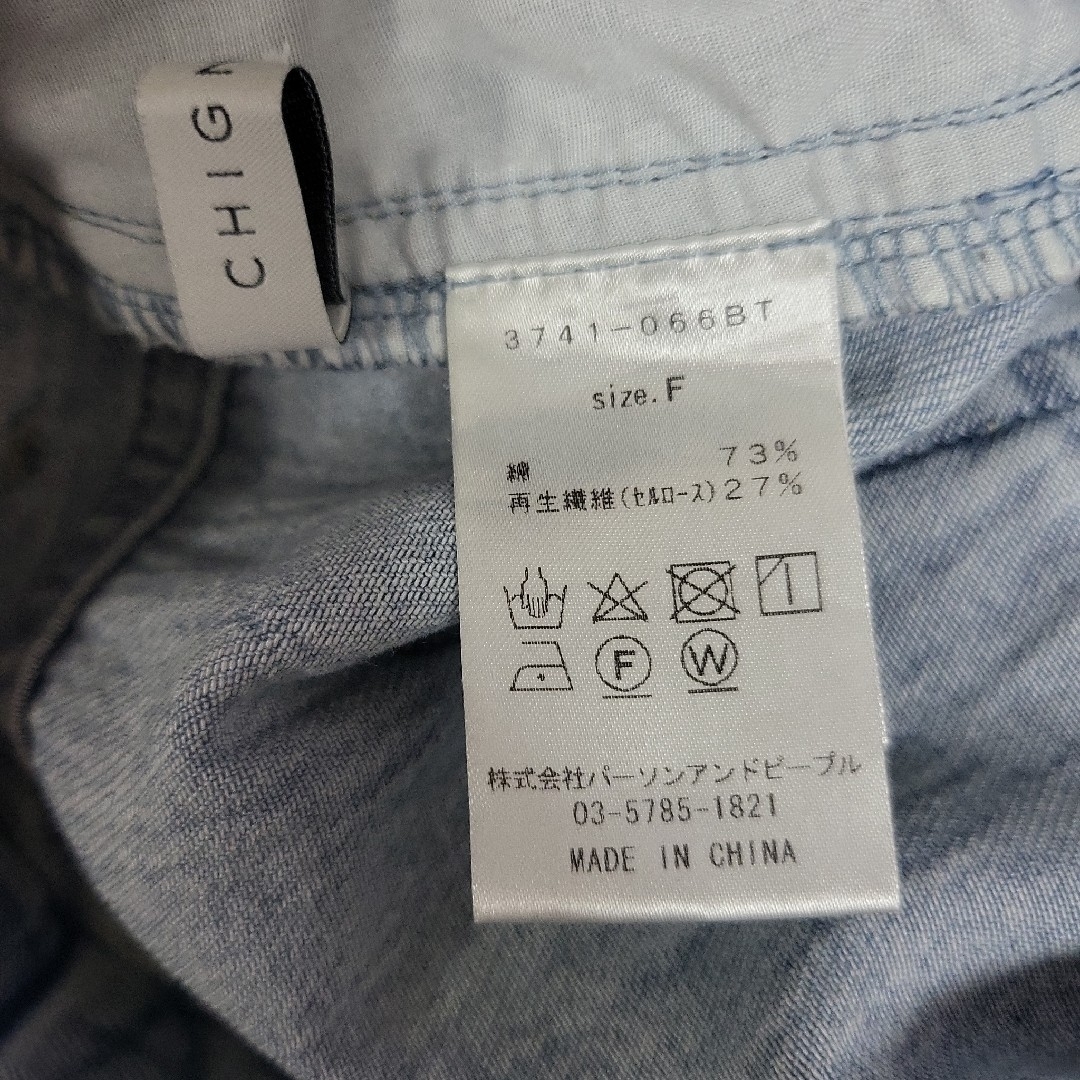 CHIGN
3741-066BT
size.F
綿 73%
再生繊維(セルロース)27%
F W
株式会社パーソンアンドピープル
03-5785-1821
MADE IN CHINA